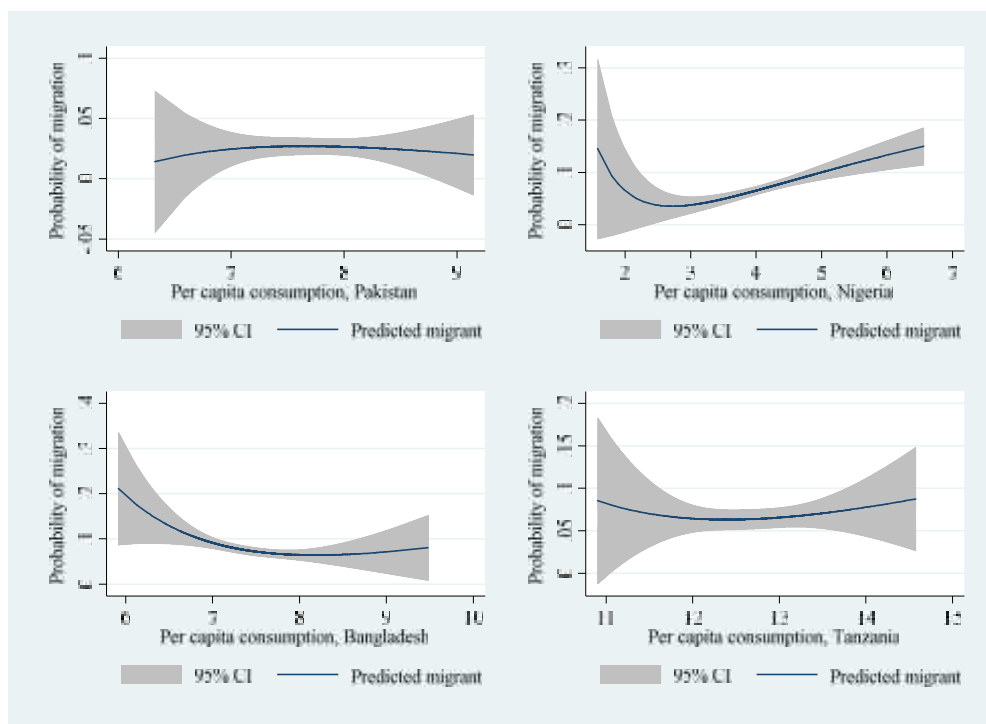 Probability of migration
.1
.05
0
-.05
6
7
8
9
Per capita consumption, Pakistan
95% CI
Predicted migrant
Probability of migration
.3
.2
.1
0
2
3
4
5
6
7
Per capita consumption, Nigeria
95% CI
Predicted migrant
Probability of migration
.4
.3
.2
.1
0
6
7
8
9
10
Per capita consumption, Bangladesh
95% CI
Predicted migrant
Probability of migration
.2
.15
.1
.05
0
11
12
13
14
15
Per capita consumption, Tanzania
95% CI
Predicted migrant